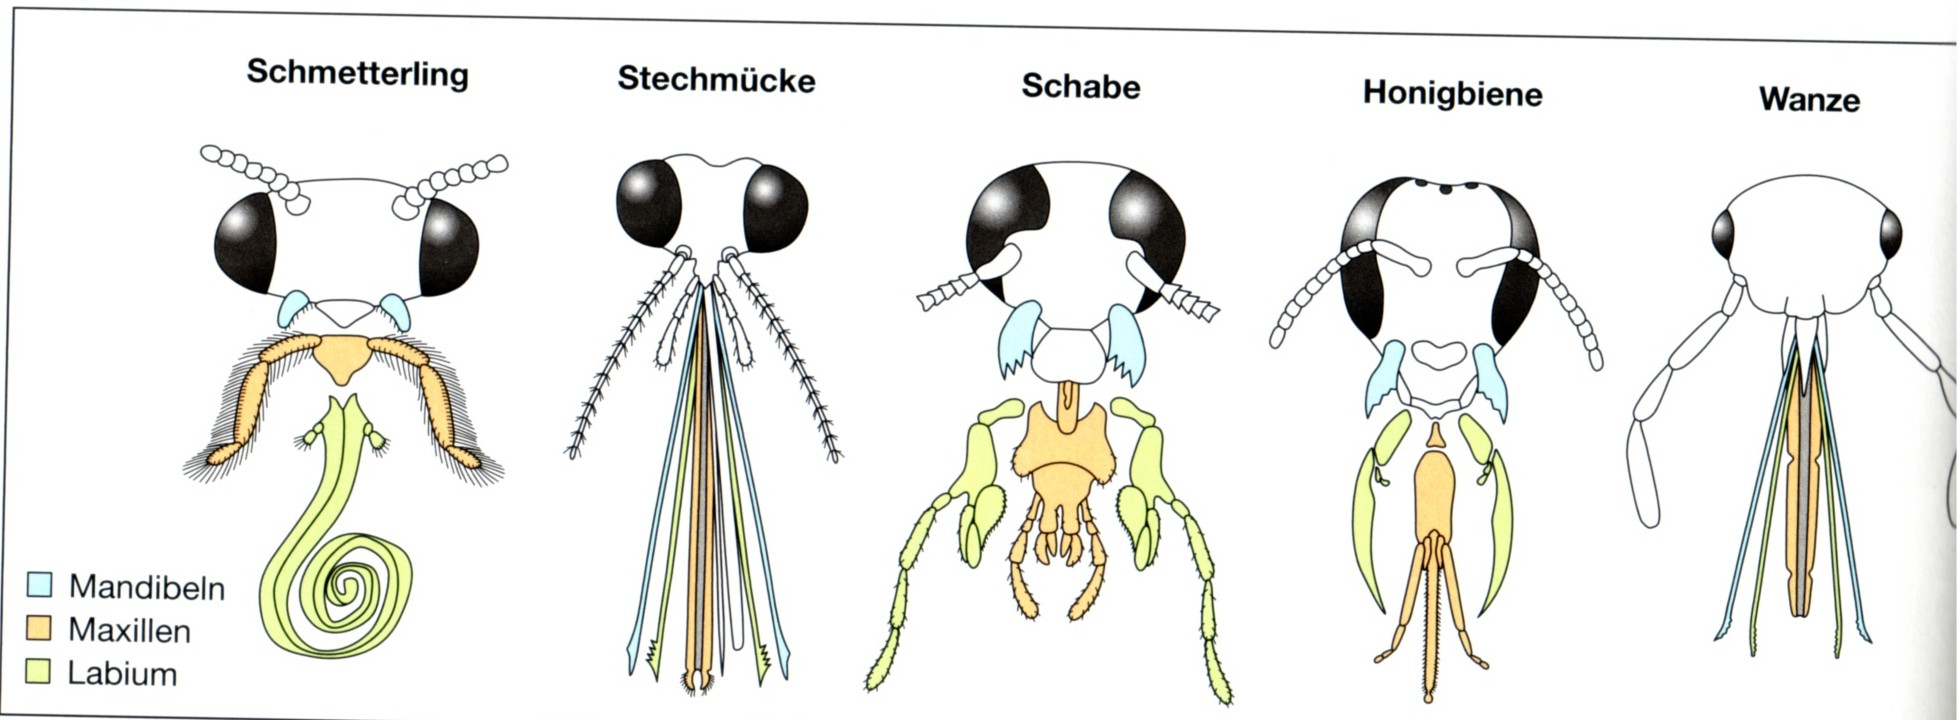 Schmetterling
Stechmücke
Schabe
Honigbiene
Wanze
Mandibeln
Maxillen
Labium